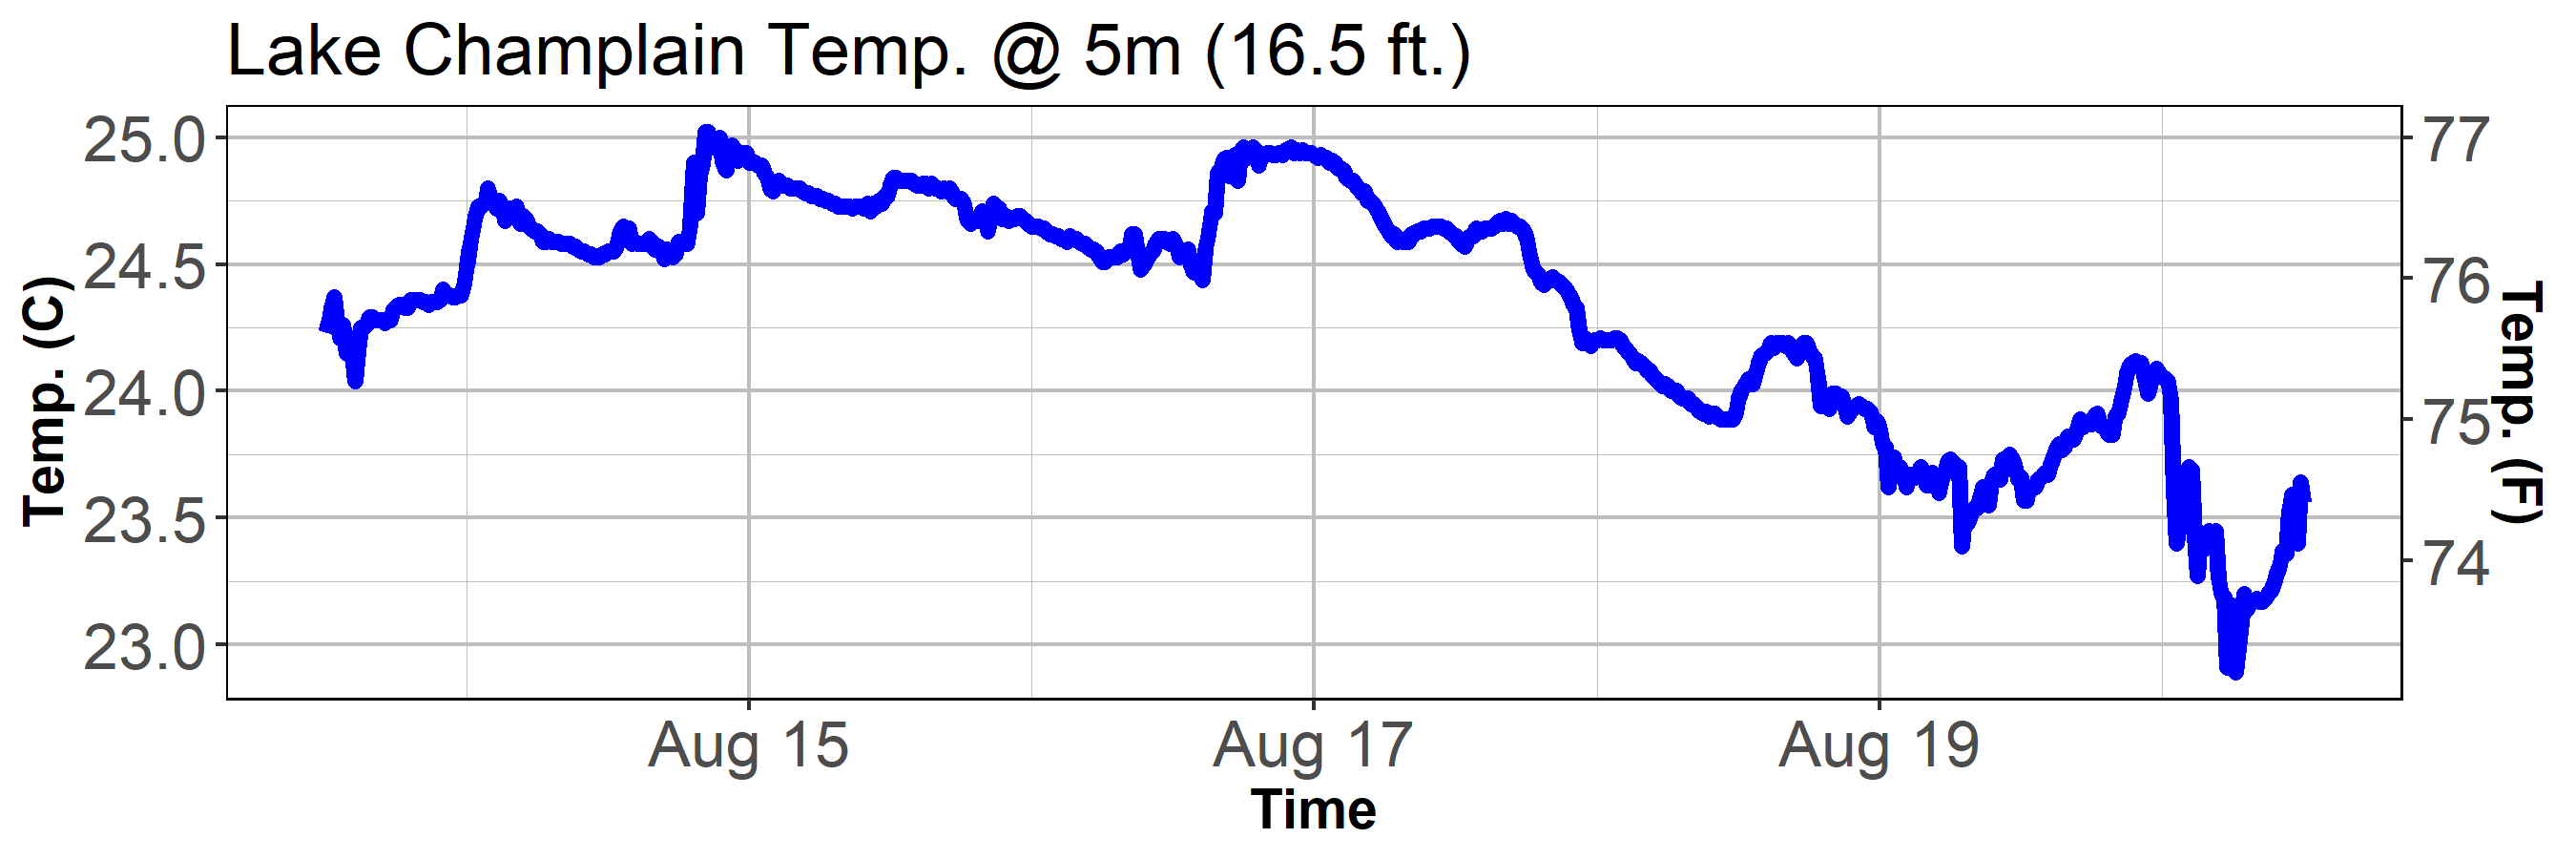 Lake Champlain Temp. @ 5m (16.5 ft.)
25.0
24.5
24.0
23.5
23.0
Temp. (C)
77
76
75
74
Temp. (F)
Aug 15
Aug 17
Aug 19
Time